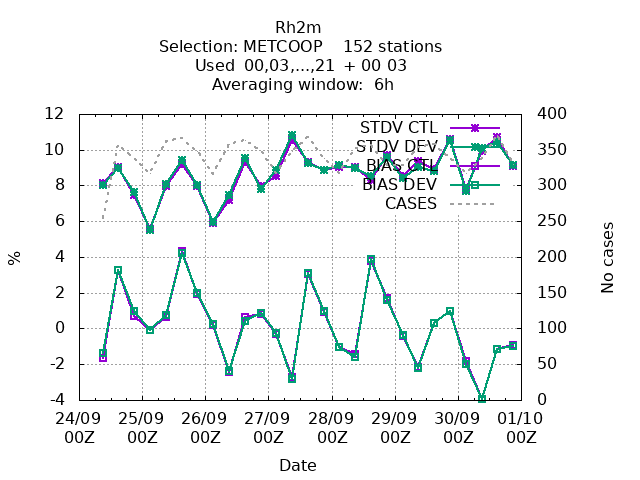 Rh2m
Selection: METCOOP 152 stations
Used 00,03,...,21 + 00 03
Averaging window: 6h
12 400
STDV CTL
STDV DEV
10 350
BIAS CTL
BIAS DEV
8 300
CASES
6 250
4 200
2 150
0 100
-2 50
-4 0
%
No cases
24/09 25/09 26/09 27/09 28/09 29/09 30/09 01/10
00Z 00Z 00Z 00Z 00Z 00Z 00Z 00Z
Date